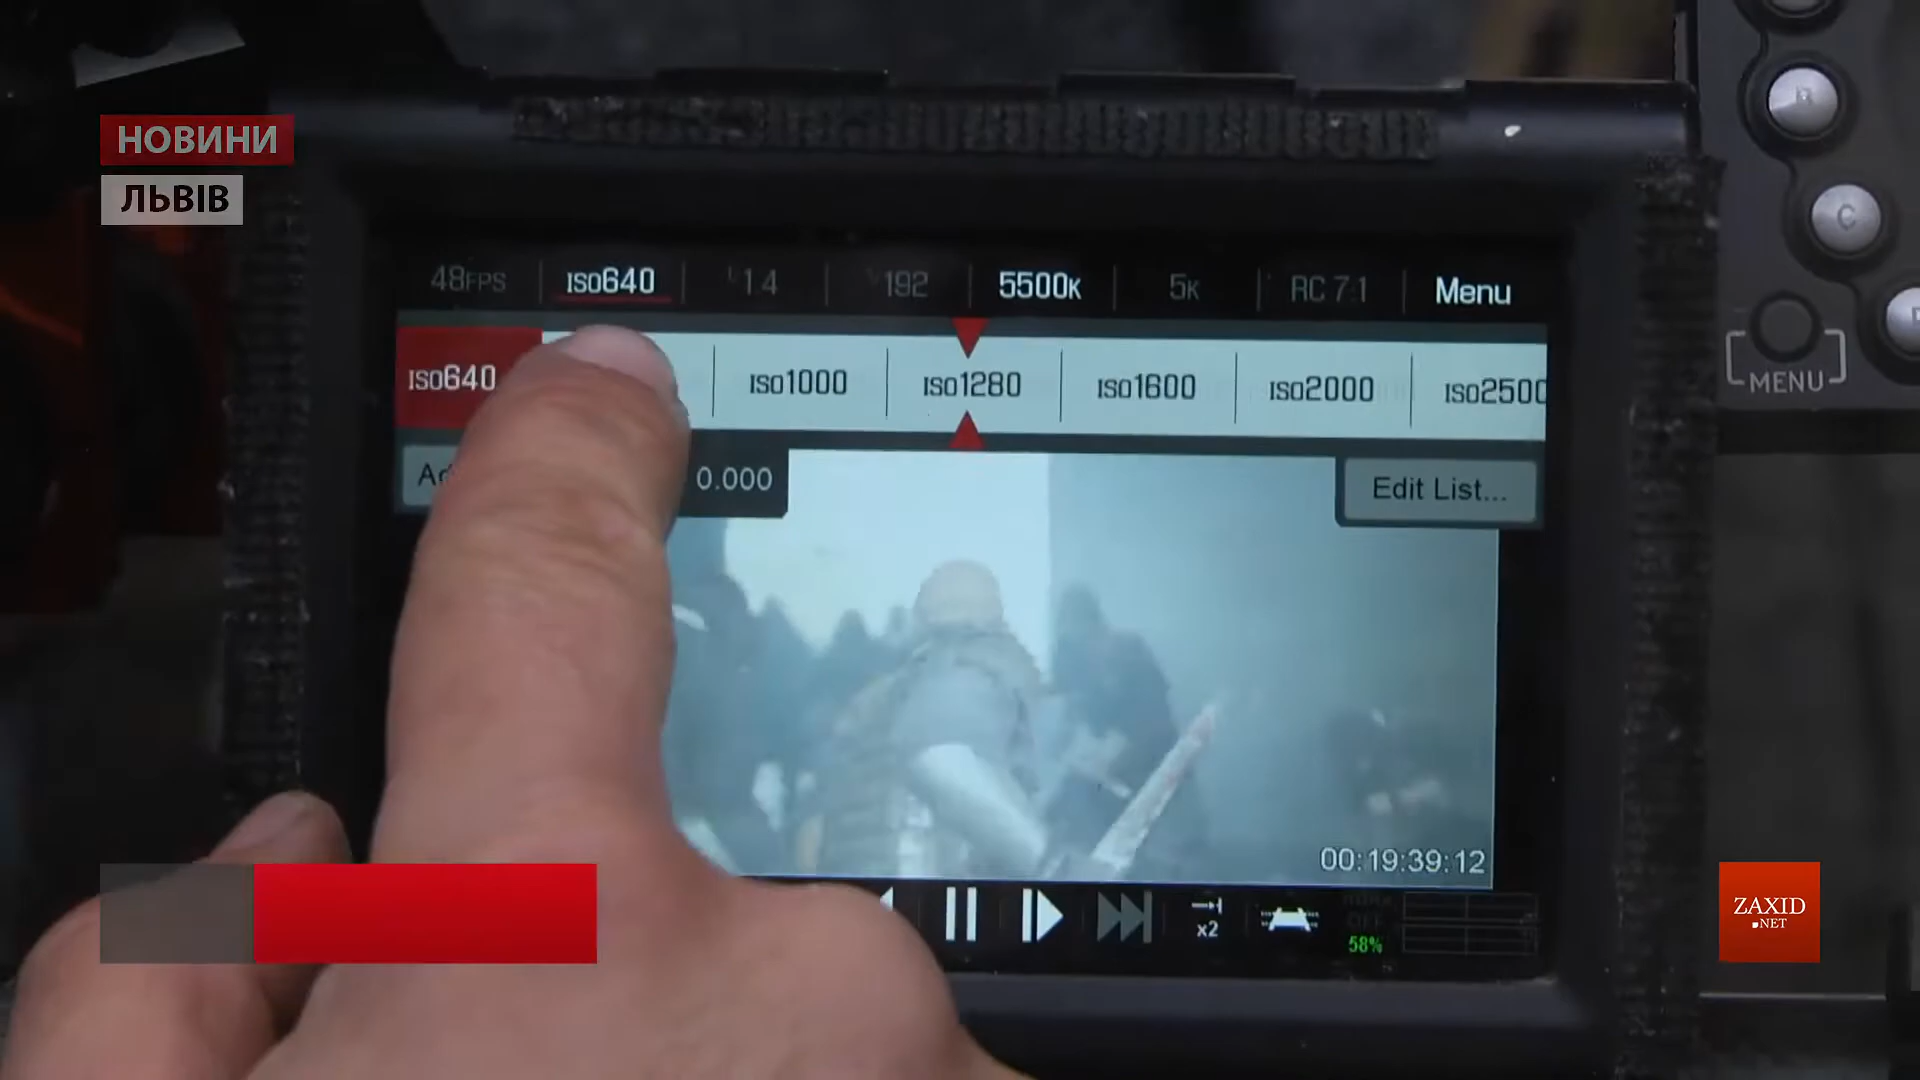 НОВИНИ
ЛЬВІВ
48FPS ISO640 1.4 192 5500K 5K RC 7:1 Menu
ISO640 ISO1000 ISO1280 ISO1600 ISO2000 ISO2500
0.000 Edit List...
00:19:39:12
x2 OFF
58%
C
MENU
ZAXID
.NET